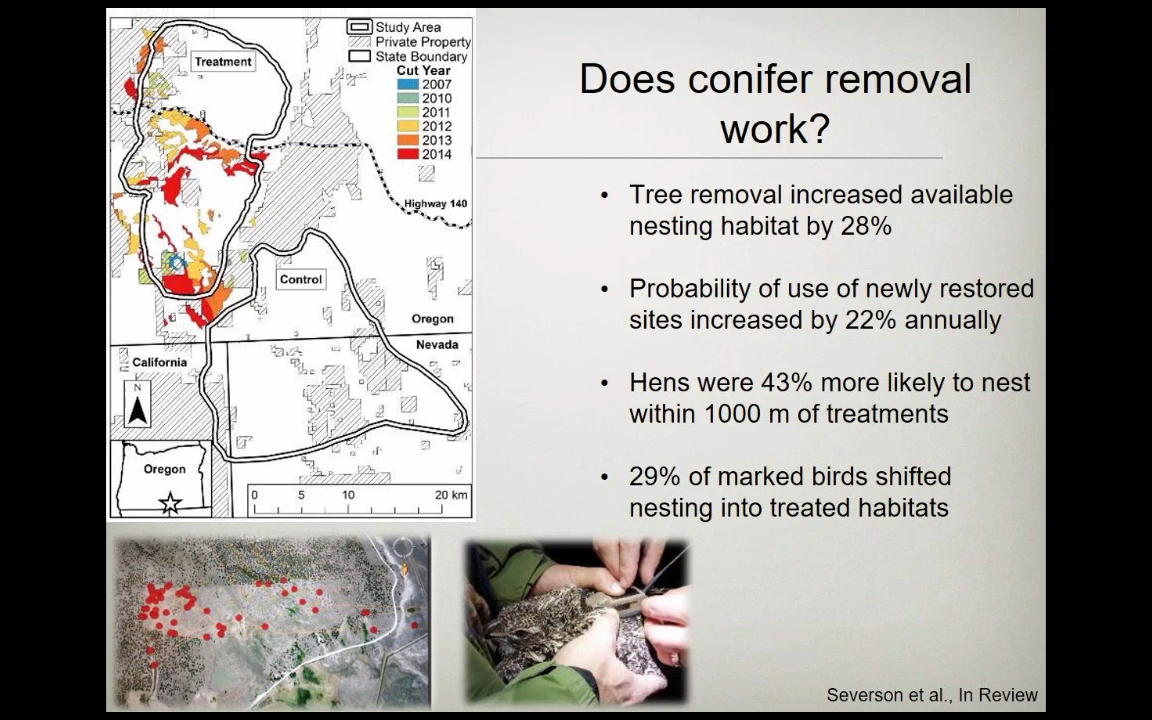 Study Area
Private Property
State Boundary
Cut Year
2007
2010
2011
2012
2013
2014
Treatment
Highway 140
Control
Oregon
Nevada
California
N
Oregon
0 5 10 20 km
Does conifer removal
work?
• Tree removal increased available
nesting habitat by 28%
• Probability of use of newly restored
sites increased by 22% annually
• Hens were 43% more likely to nest
within 1000 m of treatments
• 29% of marked birds shifted
nesting into treated habitats
Severson et al., In Review